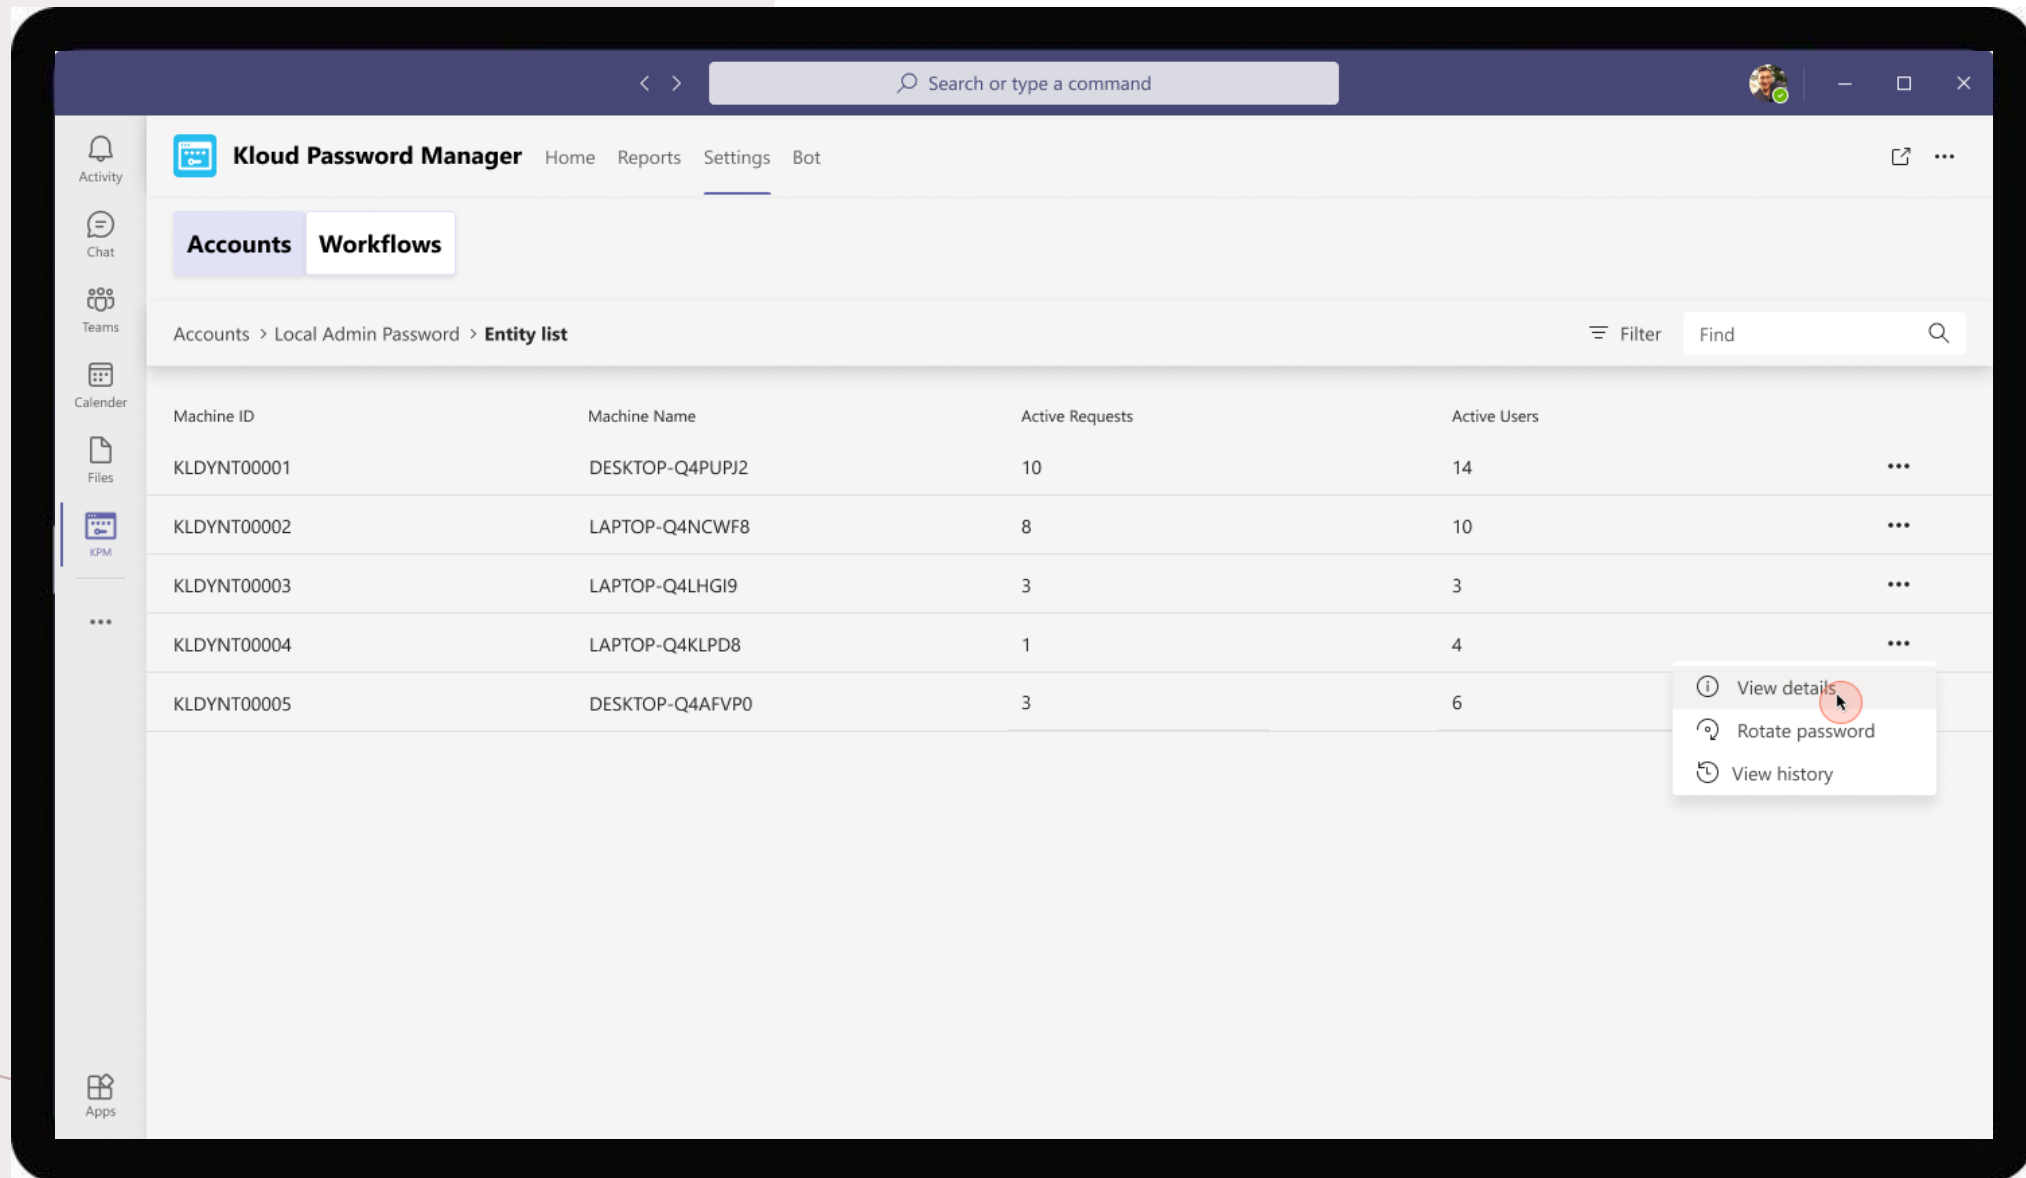 Search or type a command
Activity
Chat
Teams
Calender
Files
KPM
Apps
Kloud Password Manager Home Reports Settings Bot
Accounts Workflows
Accounts > Local Admin Password > Entity list Filter Find
Machine ID Machine Name Active Requests Active Users
KLDYNT00001 DESKTOP-Q4PUPJ2 10 14
KLDYNT00002 LAPTOP-Q4NCWF8 8 10
KLDYNT00003 LAPTOP-Q4LHGI9 3 3
KLDYNT00004 LAPTOP-Q4KLPD8 1 4
KLDYNT00005 DESKTOP-Q4AFVP0 3 6
View details
Rotate password
View history